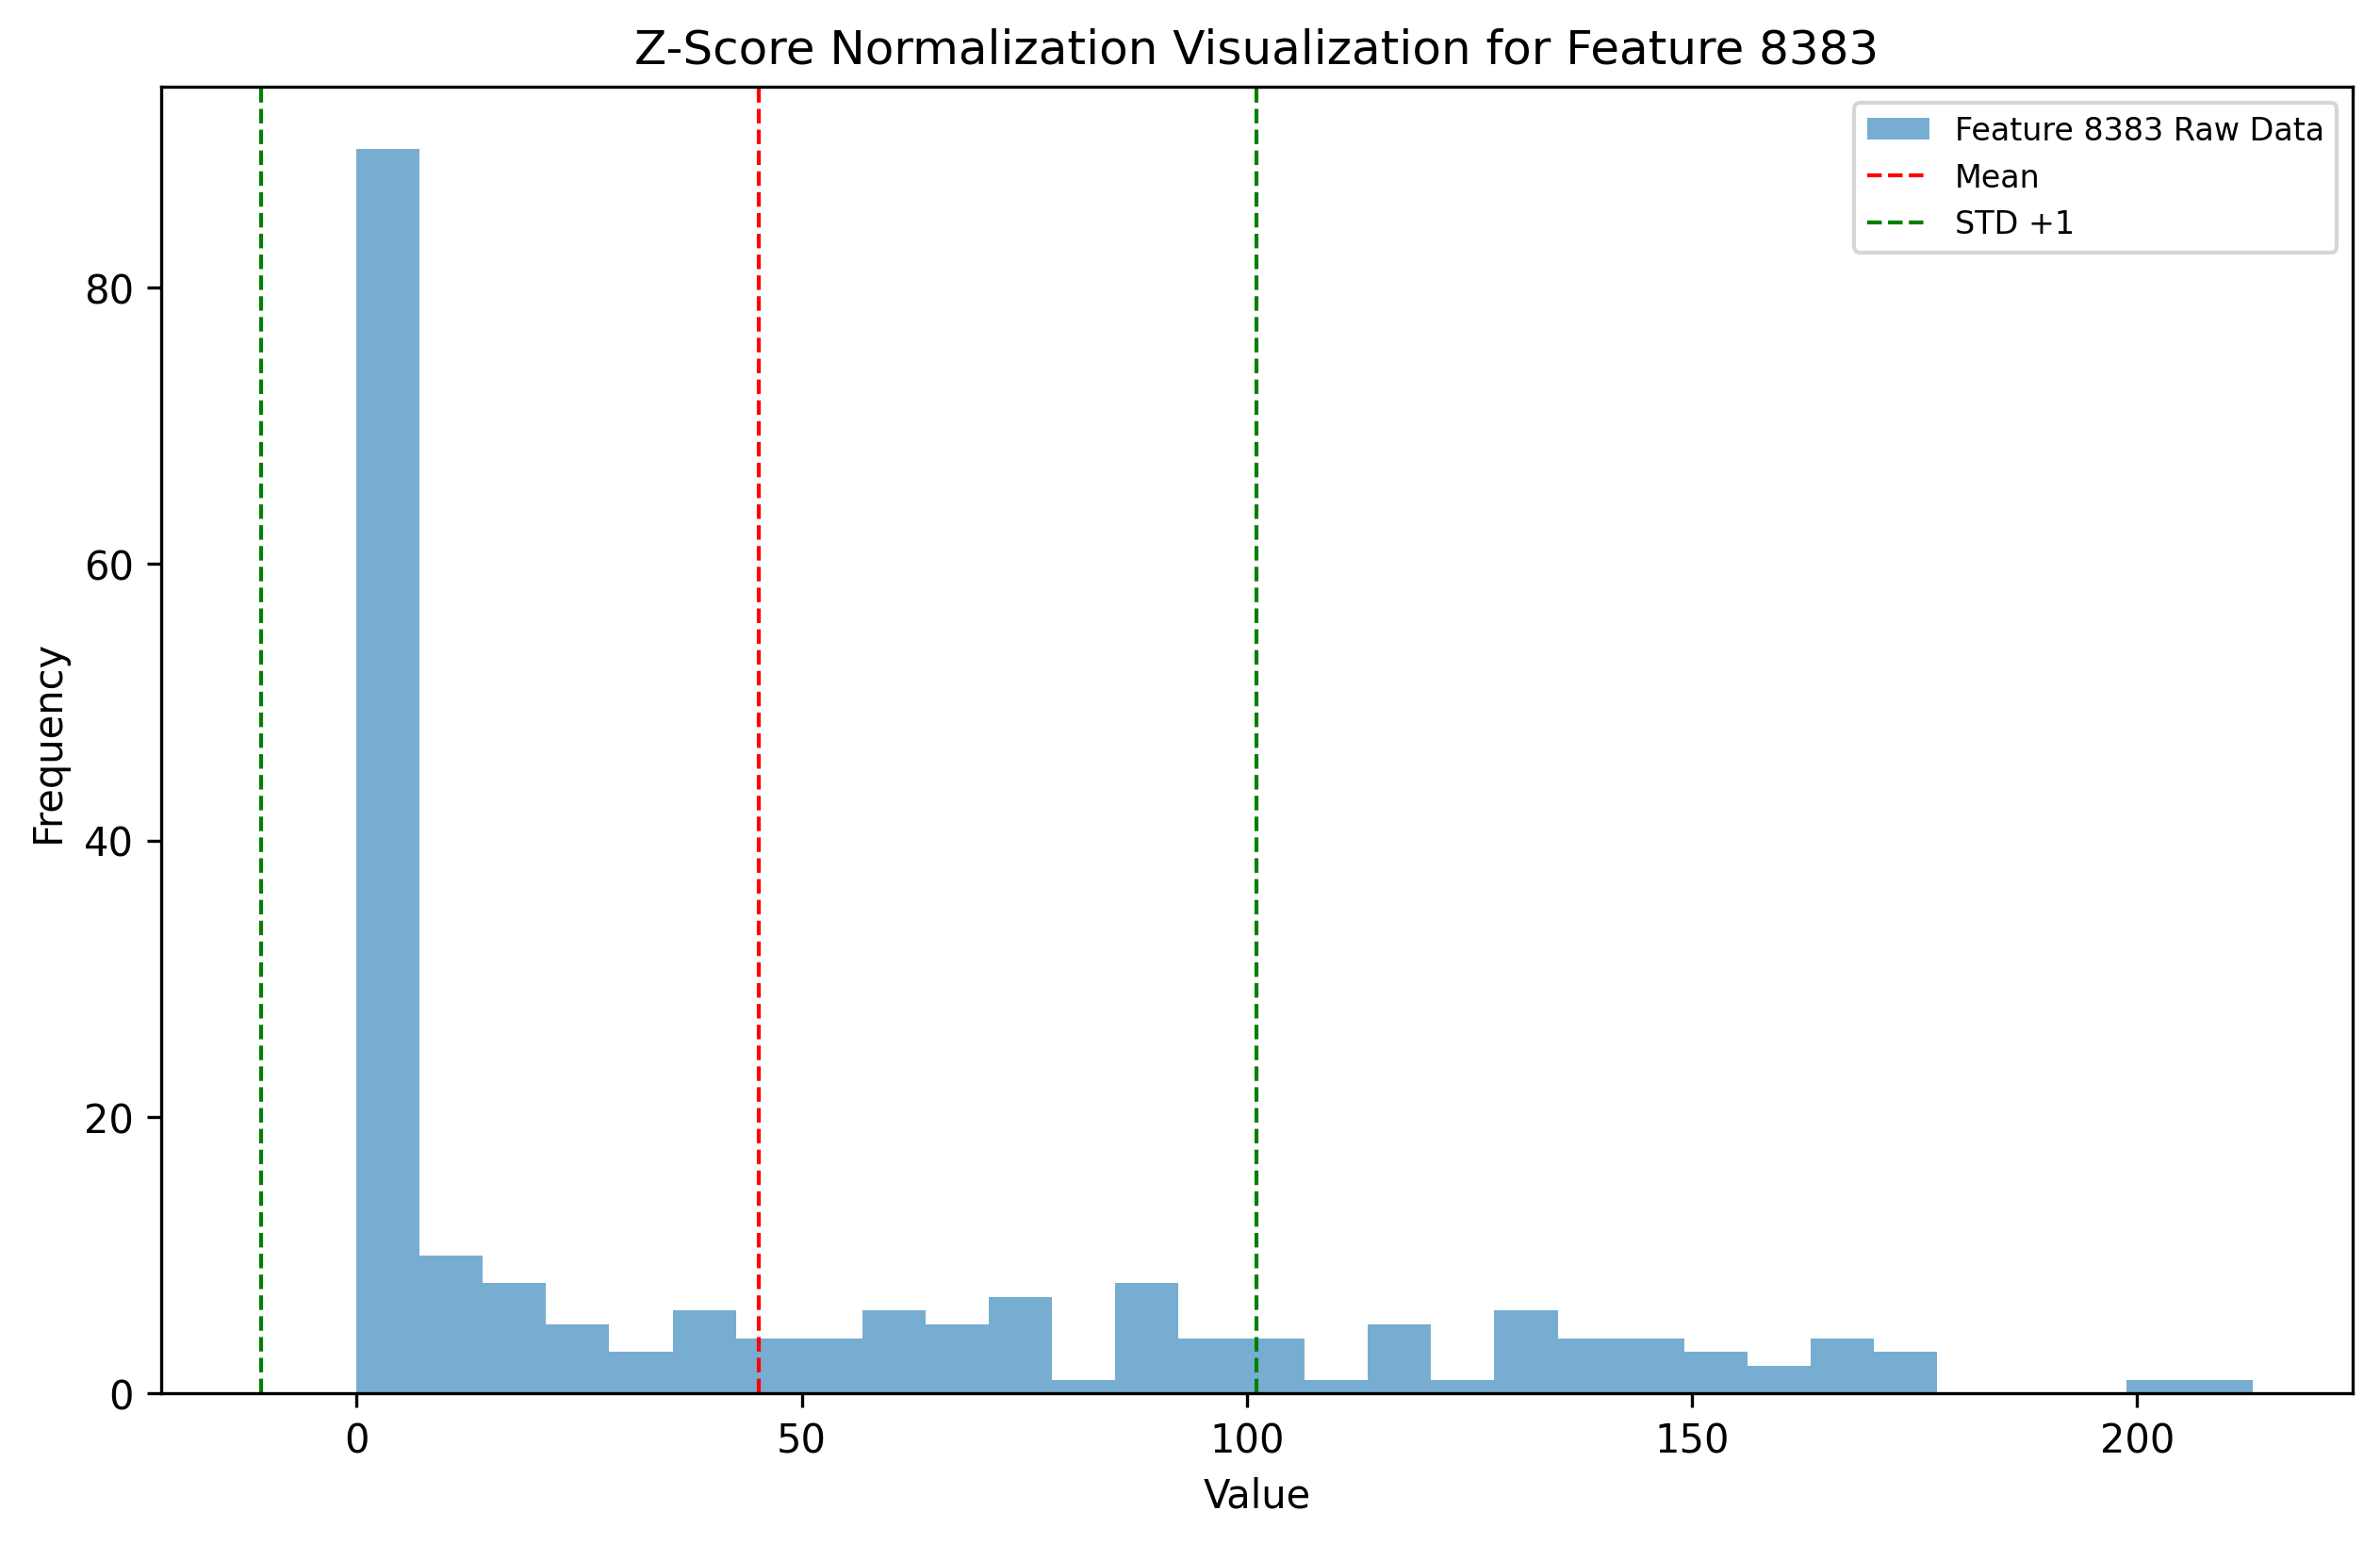 Z-Score Normalization Visualization for Feature 8383
Feature 8383 Raw Data
Mean
STD +1
Frequency
80
60
40
20
0
0 50 100 150 200
Value